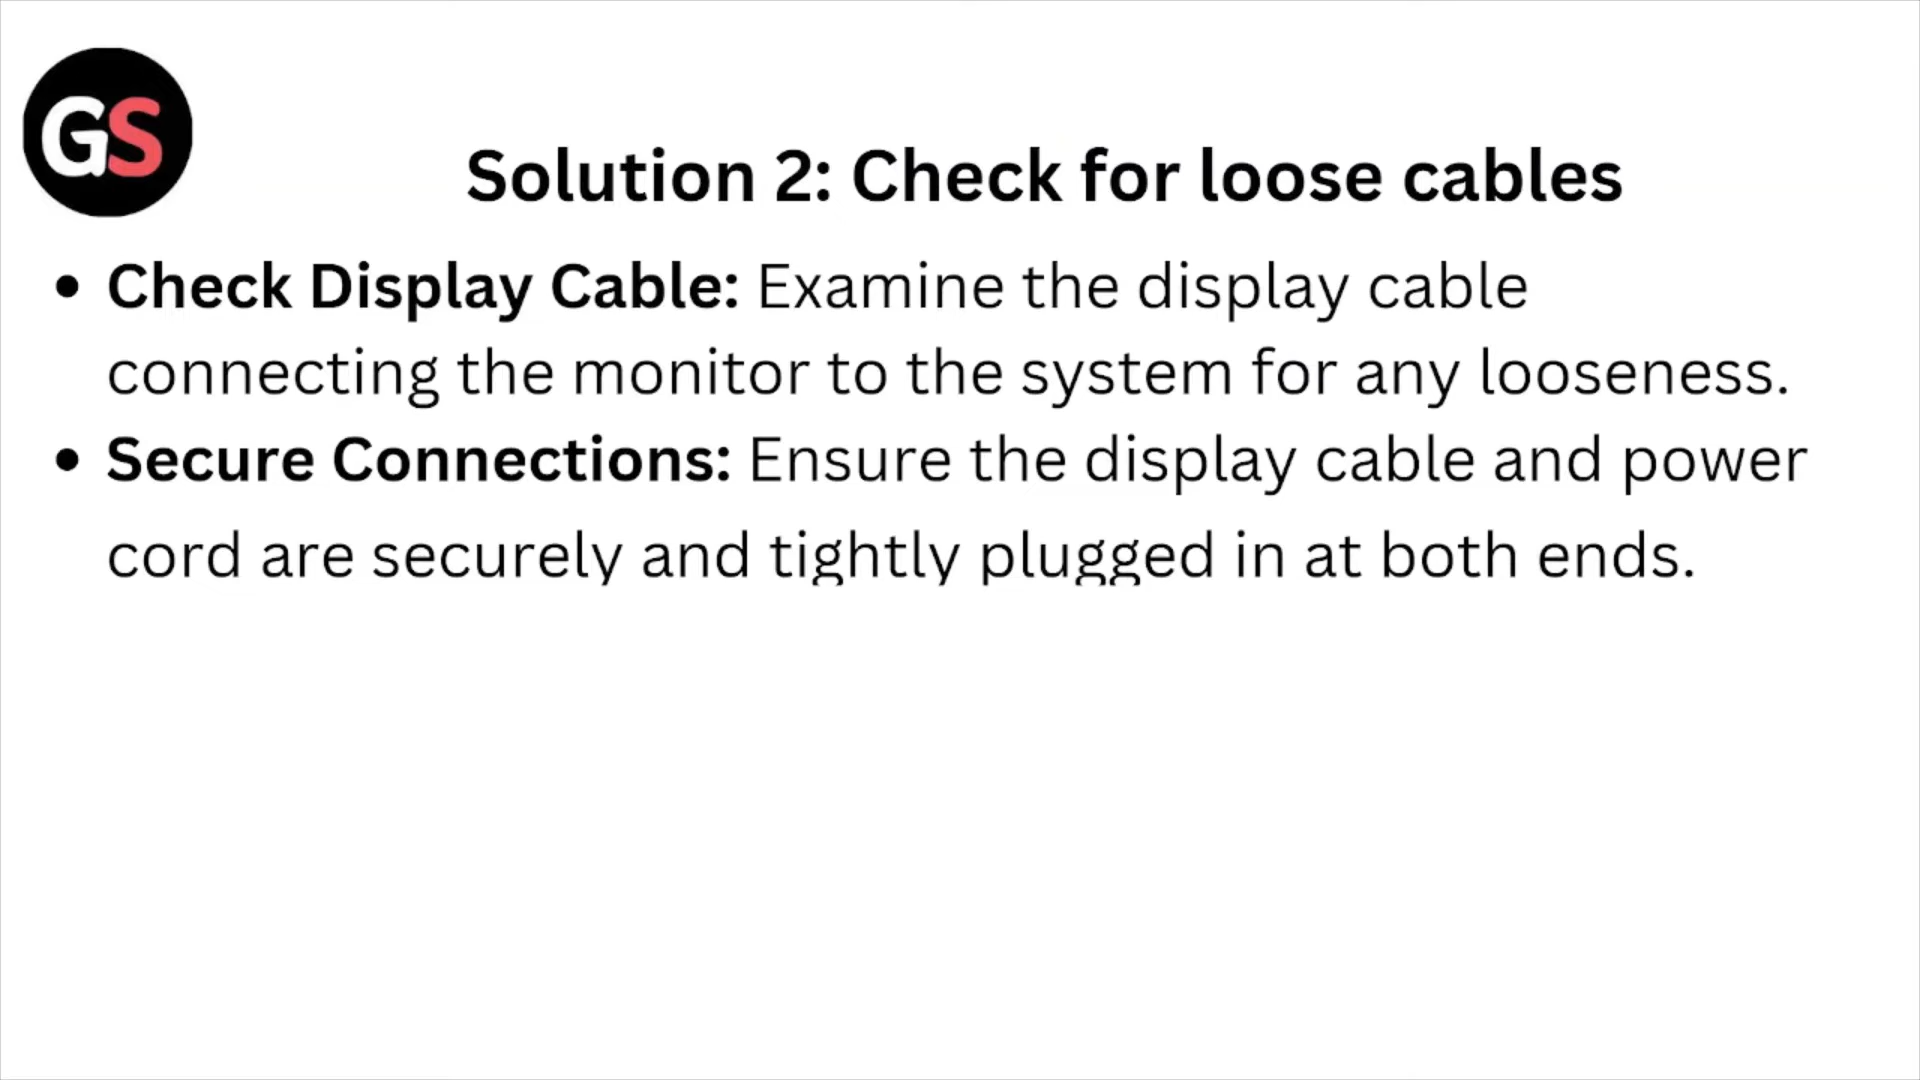 GS
Solution 2: Check for loose cables
• Check Display Cable: Examine the display cable
connecting the monitor to the system for any looseness.
• Secure Connections: Ensure the display cable and power
cord are securely and tightly plugged in at both ends.